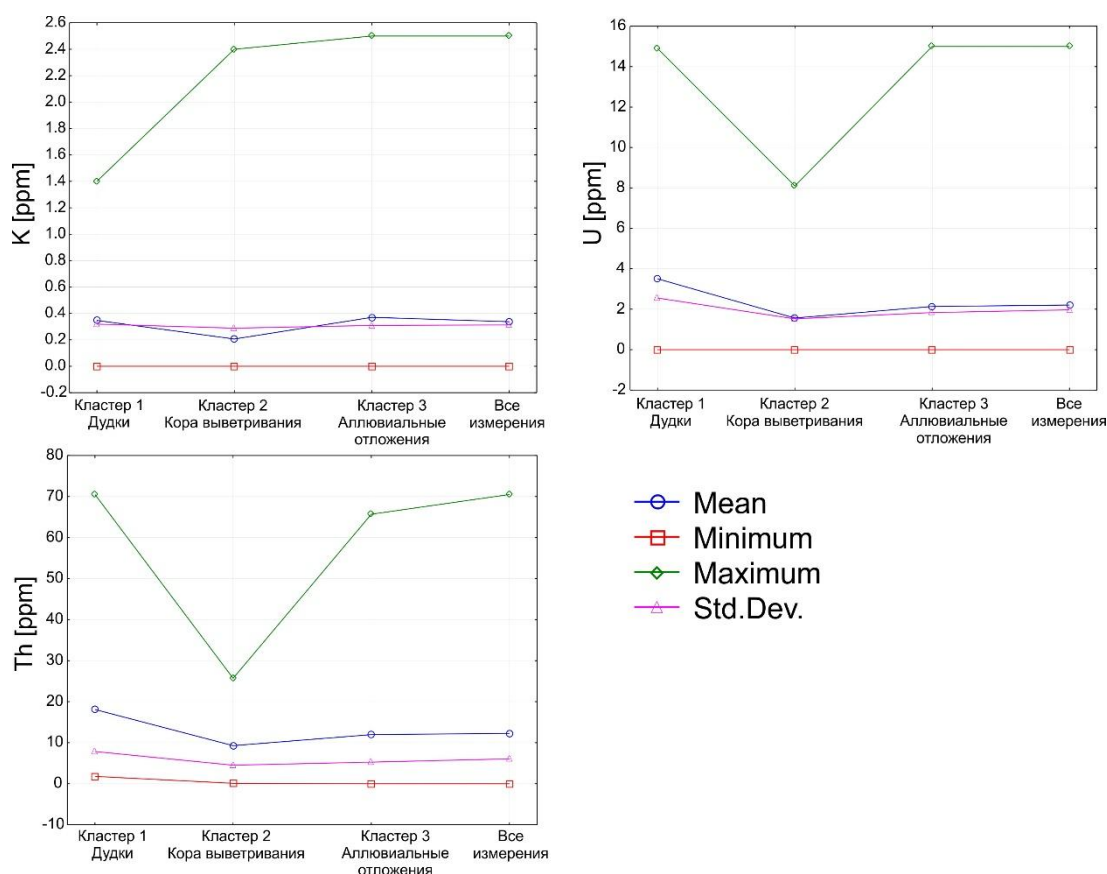 K [ppm]
2.6
2.4
2.2
2.0
1.8
1.6
1.4
1.2
1.0
0.8
0.6
0.4
0.2
0.0
-0.2
Кластер 1
Дудки
Кластер 2
Кора выветривания
Кластер 3
Аллювиальные
отложения
Все
измерения
U [ppm]
16
14
12
10
8
6
4
2
0
-2
Кластер 1
Дудки
Кластер 2
Кора выветривания
Кластер 3
Аллювиальные
отложения
Все
измерения
Th [ppm]
80
70
60
50
40
30
20
10
0
-10
Кластер 1
Дудки
Кластер 2
Кора выветривания
Кластер 3
Аллювиальные
отложения
Все
измерения
Mean
Minimum
Maximum
Std.Dev.